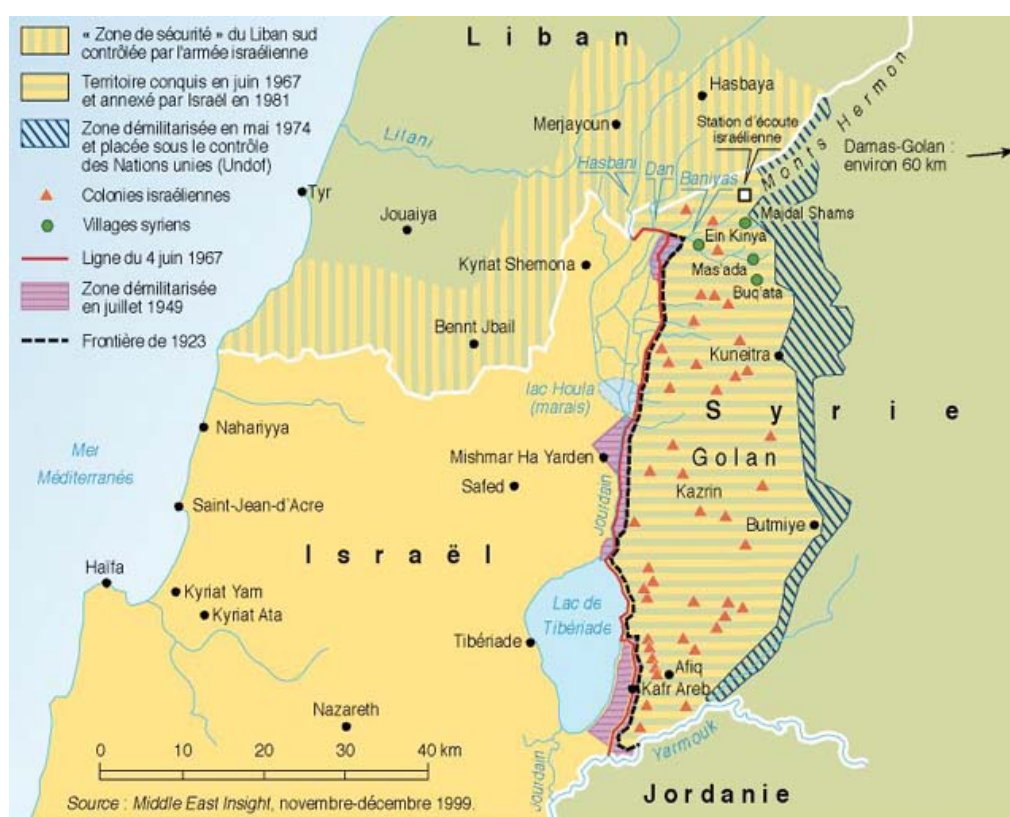 « Zone de sécurité » du Liban sud
contrôlée par l'armée israélienne
Territoire conquis en juin 1967
et annexé par Israël en 1981
Zone démilitarisée en mai 1974
et placée sous le contrôle
des Nations unies (Undof)
Colonies israéliennes
Villages syriens
Ligne du 4 juin 1967
Zone démilitarisée
en juillet 1949
Frontière de 1923
Liban
Hasbaya
Merjayoun
Station d'écoute
israélienne
Monts Hermon
Damas-Golan :
environ 60 km
Litani
Hasbani
Dan
Baniyas
Tyr
Jouaiya
Majdal Shams
Ein Kinya
Kyriat Shemona
Mas'ada
Buq'ata
Bennt Jbail
Kuneitra
lac Houla
(marais)
Syrie
Nahariyya
Mer
Méditerranés
Mishmar Ha Yarden
Golan
Safed
Kazrin
Jourdain
Saint-Jean-d'Acre
Butmiye
Israël
Haïfa
Kyriat Yam
Kyriat Ata
Lac de
Tibériade
Tibériade
Afiq
Kafr Areb
Nazareth
Yarmouk
0 10 20 30 40 km
Jourdain
Jordanie
Source : Middle East Insight, novembre-décembre 1999.